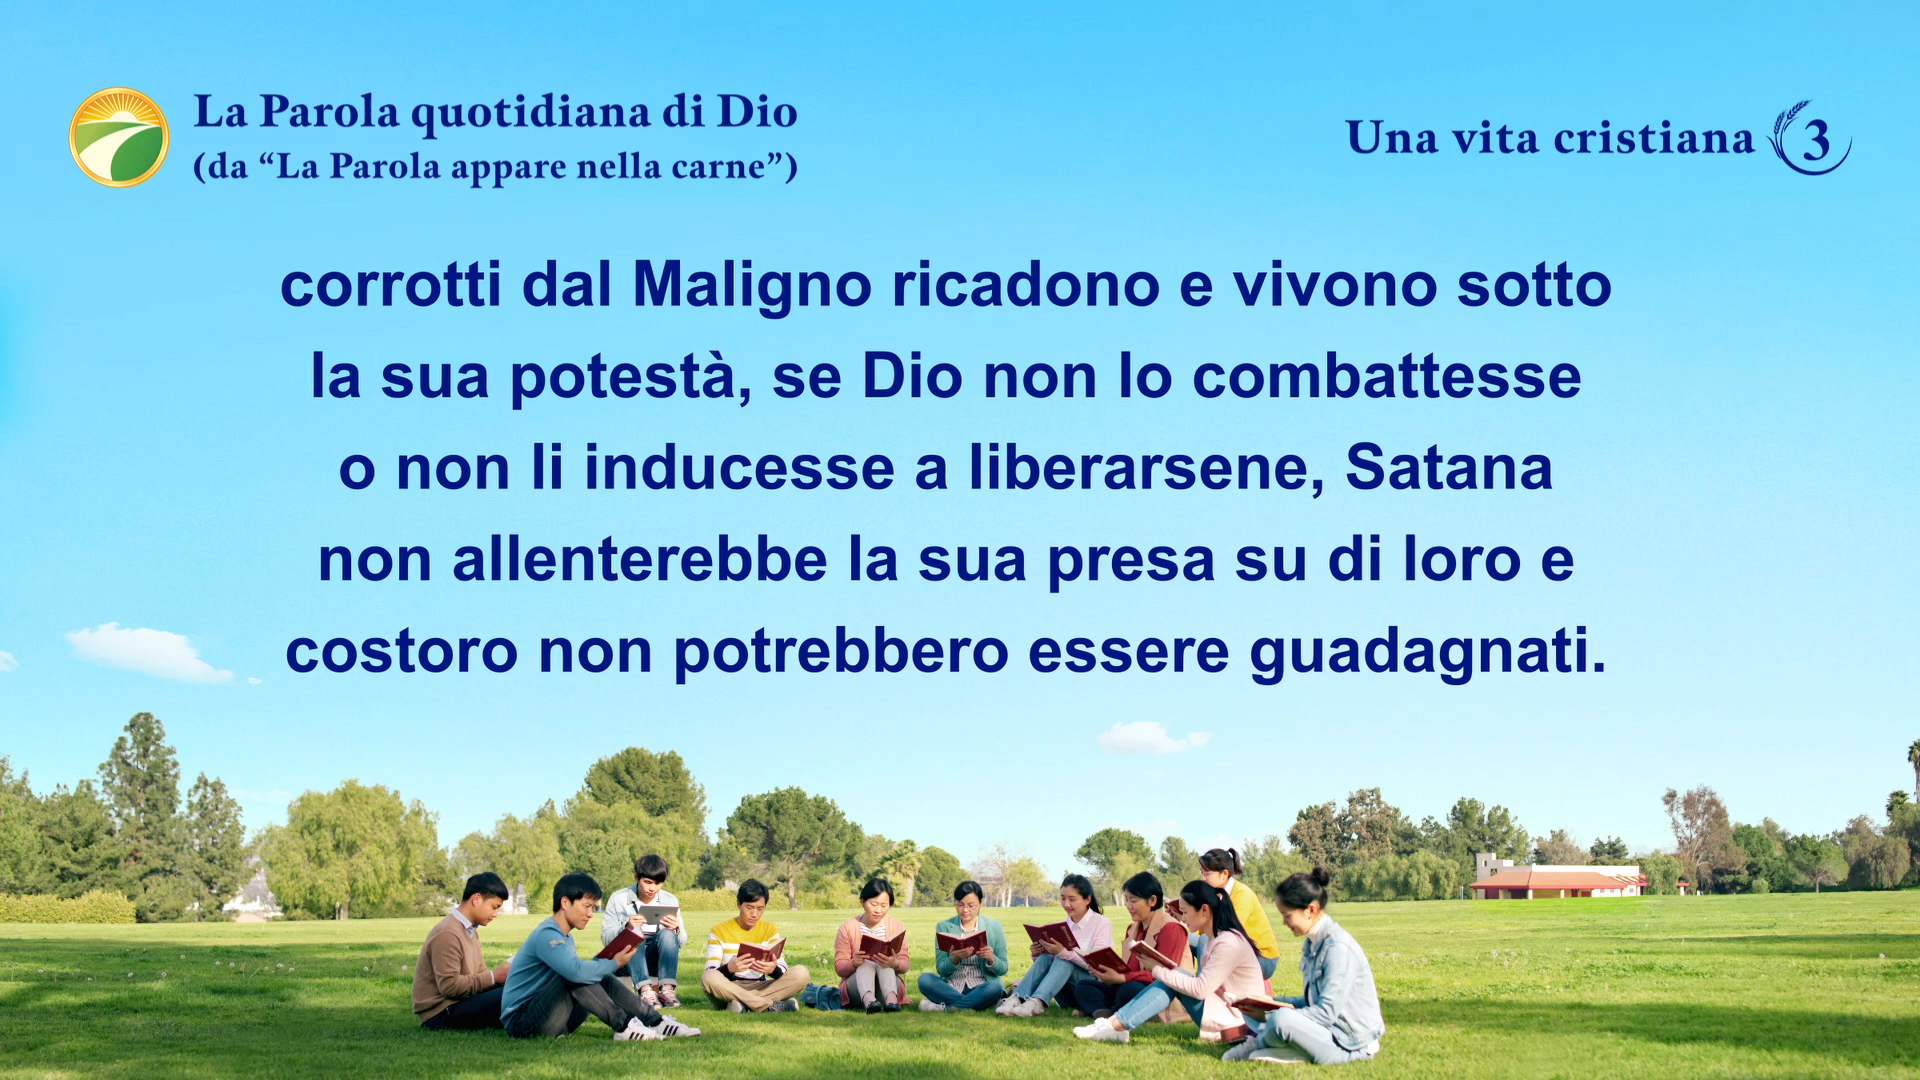 La Parola quotidiana di Dio
(da “La Parola appare nella carne”)
Una vita cristiana 3
corrotti dal Maligno ricadono e vivono sotto
la sua potestà, se Dio non lo combattesse
o non li inducesse a liberarsene, Satana
non allenterebbe la sua presa su di loro e
costoro non potrebbero essere guadagnati.